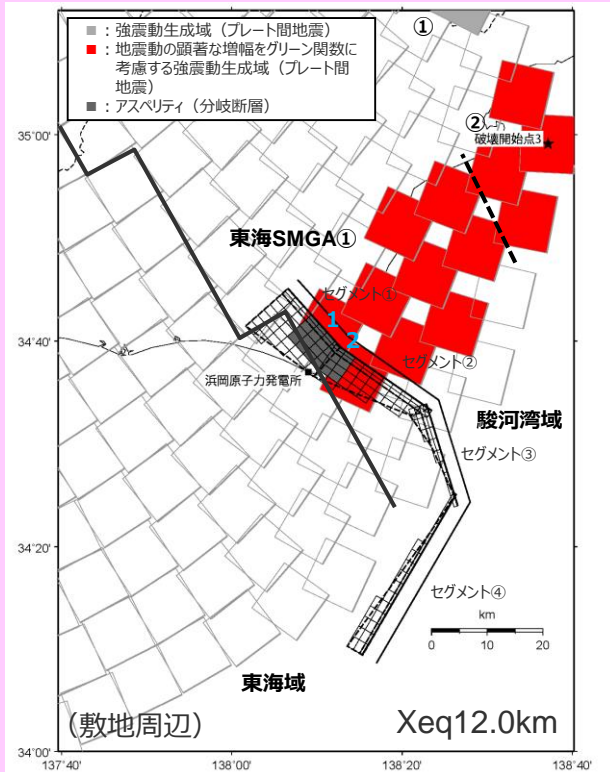 ■ : 強震動生成域（プレート間地震）
■ : 地震動の顕著な増幅をグリーン関数に
考慮する強震動生成域（プレート間
地震）
■ : アスペリティ（分岐断層）
①
②
破壊開始点3
35°00'
東海SMGA①
セグメント①
1
2
34°40'
セグメント②
浜岡原子力発電所
駿河湾域
セグメント③
34°20'
セグメント④
km
0 10 20
東海域
（敷地周辺）
Xeq12.0km
34°00'
137°40' 138°00' 138°20' 138°40'